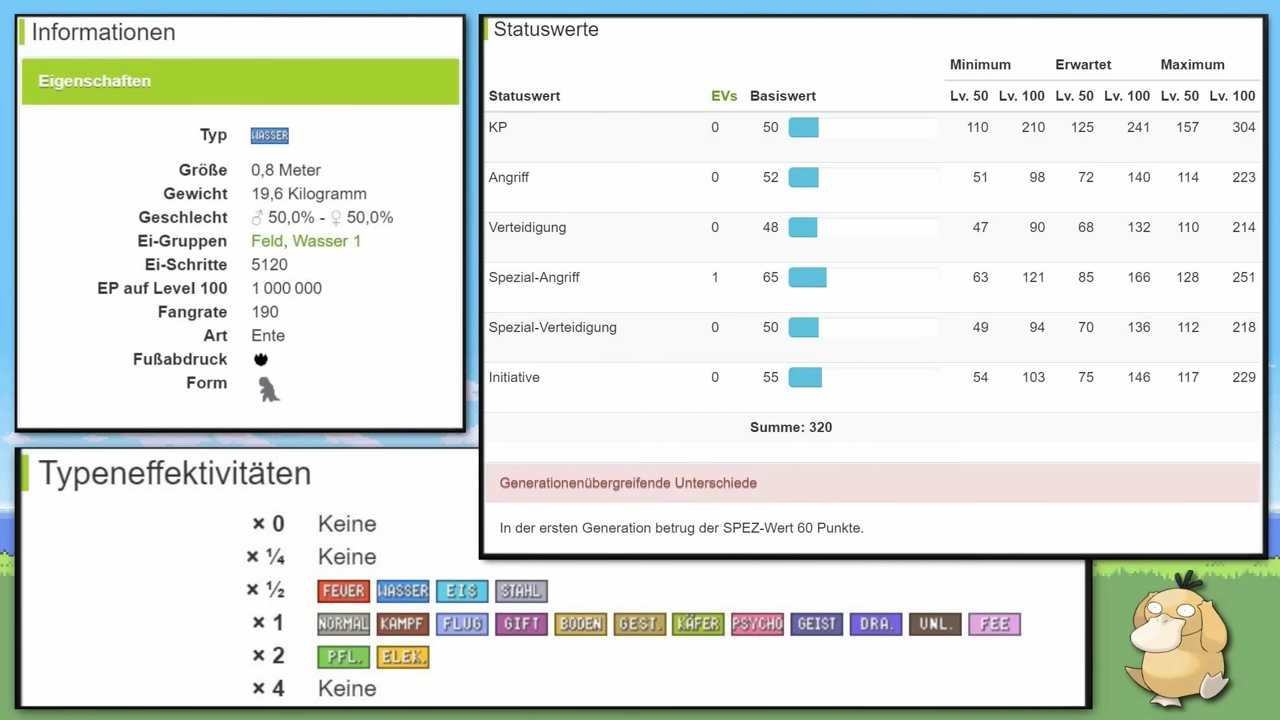 Informationen
Eigenschaften
Typ WASSER
Größe 0,8 Meter
Gewicht 19,6 Kilogramm
Geschlecht ♂ 50,0% - ♀ 50,0%
Ei-Gruppen Feld, Wasser 1
Ei-Schritte 5120
EP auf Level 100 1 000 000
Fangrate 190
Art Ente
Fußabdruck
Form
Statuswerte
Minimum Erwartet Maximum
Statuswert EVs Basiswert Lv. 50 Lv. 100 Lv. 50 Lv. 100 Lv. 50 Lv. 100
KP 0 50 110 210 125 241 157 304
Angriff 0 52 51 98 72 140 114 223
Verteidigung 0 48 47 90 68 132 110 214
Spezial-Angriff 1 65 63 121 85 166 128 251
Spezial-Verteidigung 0 50 49 94 70 136 112 218
Initiative 0 55 54 103 75 146 117 229
Summe: 320
Generationenübergreifende Unterschiede
In der ersten Generation betrug der SPEZ-Wert 60 Punkte.
Typeneffektivitäten
× 0 Keine
× ¼ Keine
× ½ FEUER WASSER EIS STAHL
× 1 NORMAL KAMPF FLUG GIFT BODEN GEST. KÄFER PSYCHO GEIST DRA. UNL. FEE
× 2 PFL. ELEK.
× 4 Keine